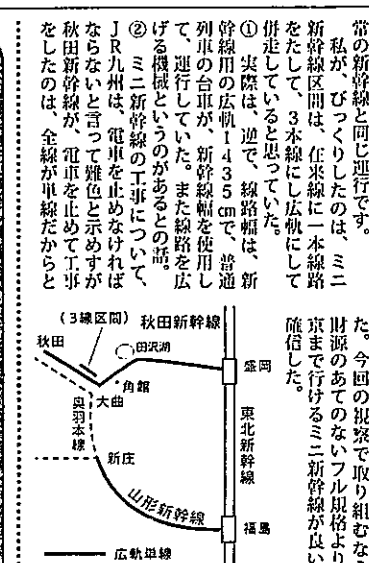 常の新幹線と同じ運行です。
　私が、びっくりしたのは、ミニ
新幹線区間は、在来線に一本線路
をたして、3本線にし広軌にして
併走していると思っていた。
① 実際は、逆で、線路幅は、新
幹線用の広軌1435㎝で、普通
列車の台車が、新幹線幅を使用し
て、運行していた。また線路を広
げる機械というのがあるとの話。
② ミニ新幹線の工事について、
JR九州は、電車を止めなければ
ならないと言って難色と示めすが
秋田新幹線が、電車を止めて工事
をしたのは、全線が単線だからと
た。今回の視察で取り組むなら
財源のあてのないフル規格より
京まで行けるミニ新幹線が良い
確信した。
(3線区間)
秋田新幹線
秋田
田沢湖
盛岡
角館
大曲
奥羽本線
東北新幹線
新庄
山形新幹線
福島
広軌単線